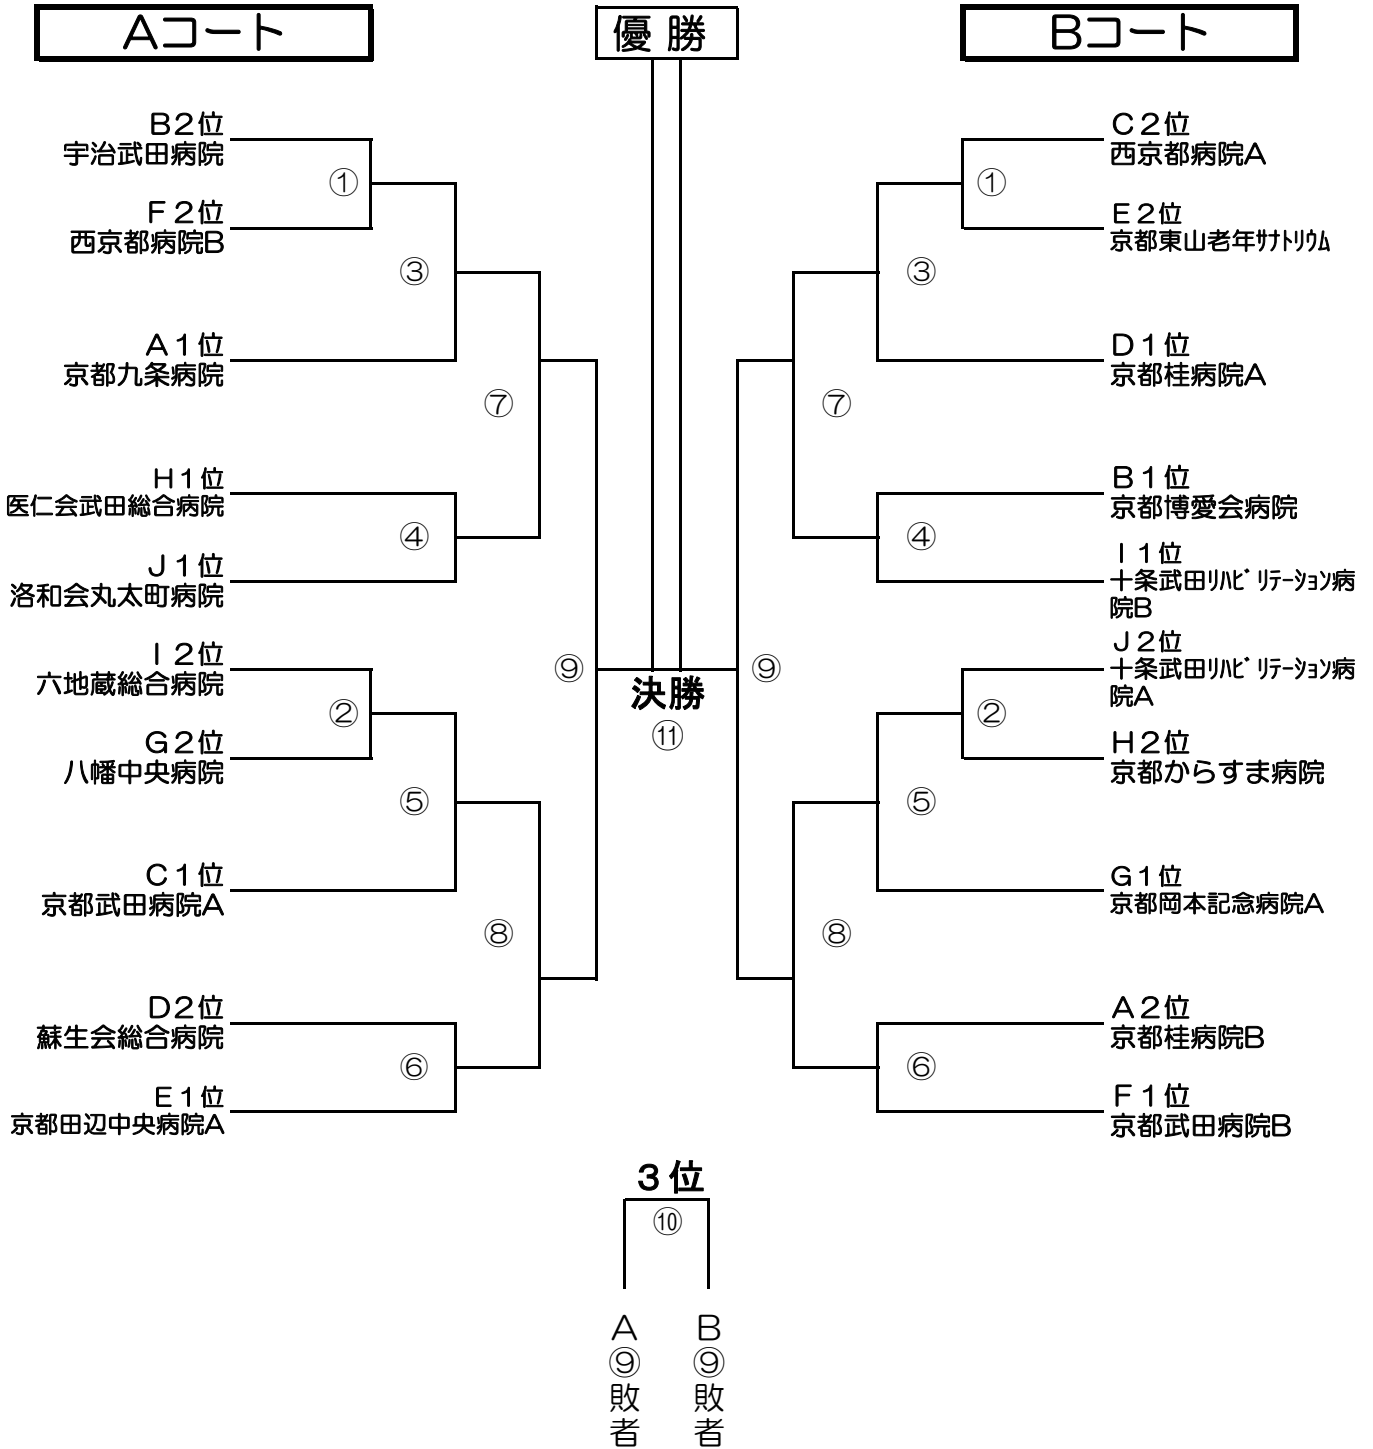 Aコート
B2位
宇治武田病院
①
F2位
西京都病院B
③
A1位
京都九条病院
⑦
H1位
医仁会武田総合病院
④
J1位
洛和会丸太町病院
I2位
六地蔵総合病院
⑨
②
G2位
八幡中央病院
⑤
C1位
京都武田病院A
⑧
D2位
蘇生会総合病院
⑥
E1位
京都田辺中央病院A
優勝
決勝
⑪
Bコート
C2位
西京都病院A
①
E2位
京都東山老年ｻﾅﾄﾘｳﾑ
③
D1位
京都桂病院A
⑦
B1位
京都博愛会病院
④
I1位
十条武田ﾘﾊﾋﾞﾘﾃｰｼｮﾝ病
院B
J2位
十条武田ﾘﾊﾋﾞﾘﾃｰｼｮﾝ病
院A
⑨
②
H2位
京都からすま病院
⑤
G1位
京都岡本記念病院A
⑧
A2位
京都桂病院B
⑥
F1位
京都武田病院B
3位
⑩
A⑨敗者
B⑨敗者